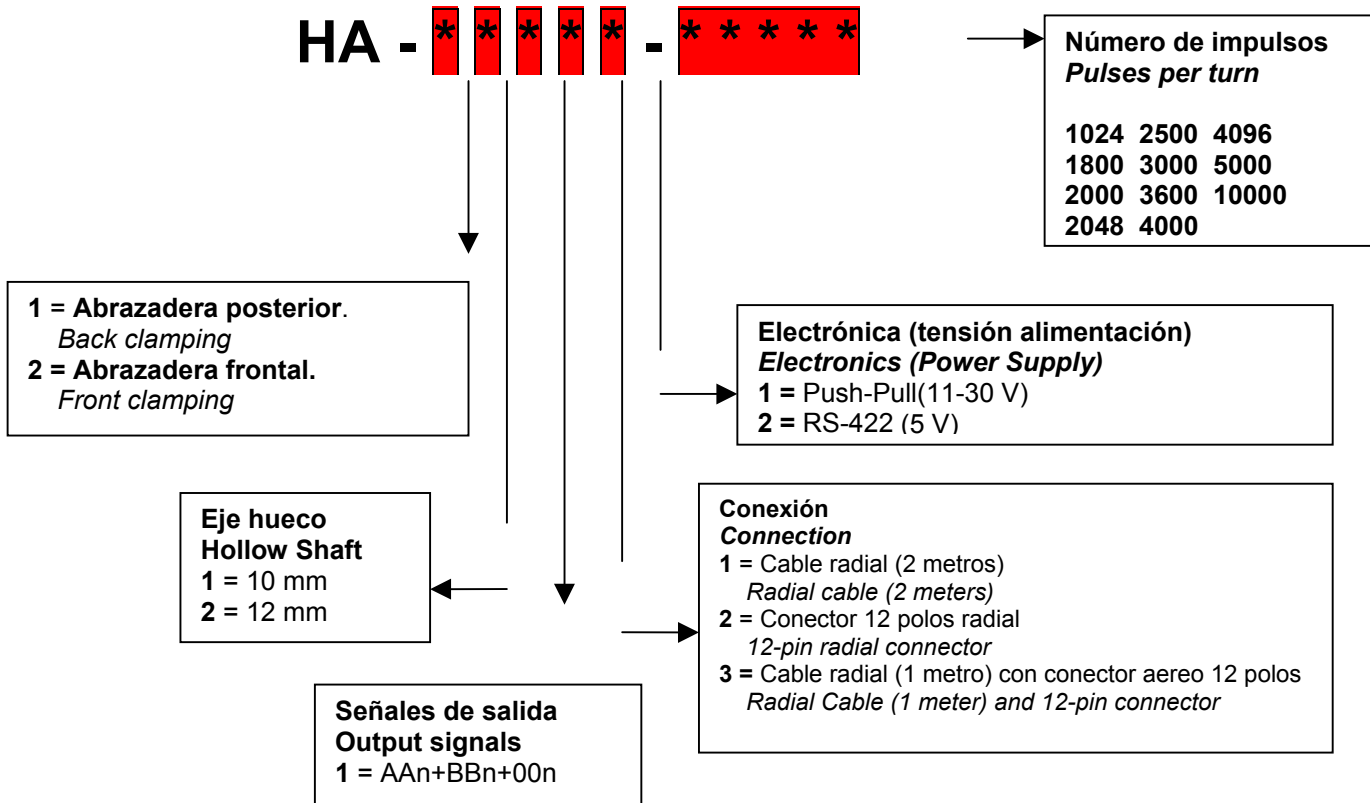 HA - * * * * * - * * * * *
Número de impulsos
Pulses per turn
1024 2500 4096
1800 3000 5000
2000 3600 10000
2048 4000
1 = Abrazadera posterior.
Back clamping
2 = Abrazadera frontal.
Front clamping
Electrónica (tensión alimentación)
Electronics (Power Supply)
1 = Push-Pull(11-30 V)
2 = RS-422 (5 V)
Eje hueco
Hollow Shaft
1 = 10 mm
2 = 12 mm
Conexión
Connection
1 = Cable radial (2 metros)
Radial cable (2 meters)
2 = Conector 12 polos radial
12-pin radial connector
3 = Cable radial (1 metro) con conector aereo 12 polos
Radial Cable (1 meter) and 12-pin connector
Señales de salida
Output signals
1 = AAn+BBn+00n